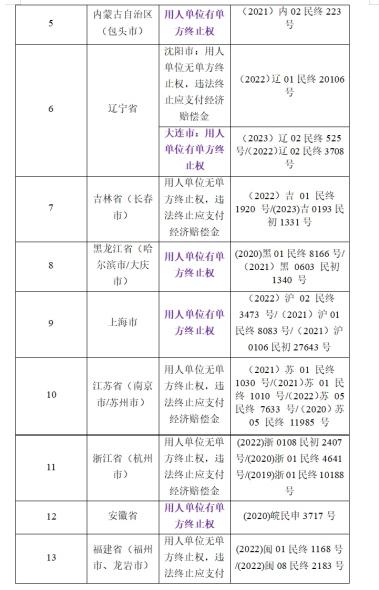 5
内蒙古自治区
（包头市）
用人单位有单
方终止权
（2021）内 02 民终 223
号
6
辽宁省
沈阳市：用人
单位无单方终
止权，违法终
止应支付经济
赔偿金
（2022）辽 01 民终 20106
号
大连市：用人
单位有单方终
止权
（2023）辽 02 民终 525
号/(2022)辽 02 民终 3708
号
7
吉林省（长春
市）
用人单位无单
方终止权，违
法终止应支付
经济赔偿金
（2022）吉 01 民终
1920 号/(2023)吉 0193 民
初 1331 号
8
黑龙江省（哈
尔滨市/大庆
市）
用人单位有单
方终止权
(2020)黑 01 民终 8166 号/
（2021）黑 0603 民初
1340 号
9
上海市
用人单位有单
方终止权
（2022）沪 02 民终
3473 号/（2021）沪 01
民终 8083 号/（2021）沪
0106 民初 27643 号
10
江苏省（南京
市/苏州市）
用人单位无单
方终止权，违
法终止应支付
经济赔偿金
（2021）苏 01 民终
1030 号/(2021)苏 01 民
终 1010 号/(2022)苏 05
民终 7633 号/（2020）苏
05 民终 11985 号
11
浙江省（杭州
市）
用人单位无单
方终止权，违
法终止应支付
经济赔偿金
(2022)浙 0108 民初 2407
号/(2020)浙 01 民终 4641
号/(2019)浙 01 民终 10188
号
12
安徽省
用人单位有单
方终止权
(2020)皖民申 3717 号
13
福建省（福州
市、龙岩市）
用人单位无单
方终止权，违
法终止应支付
(2022)闽 01 民终 1168 号
/(2022)闽 08 民终 2183 号